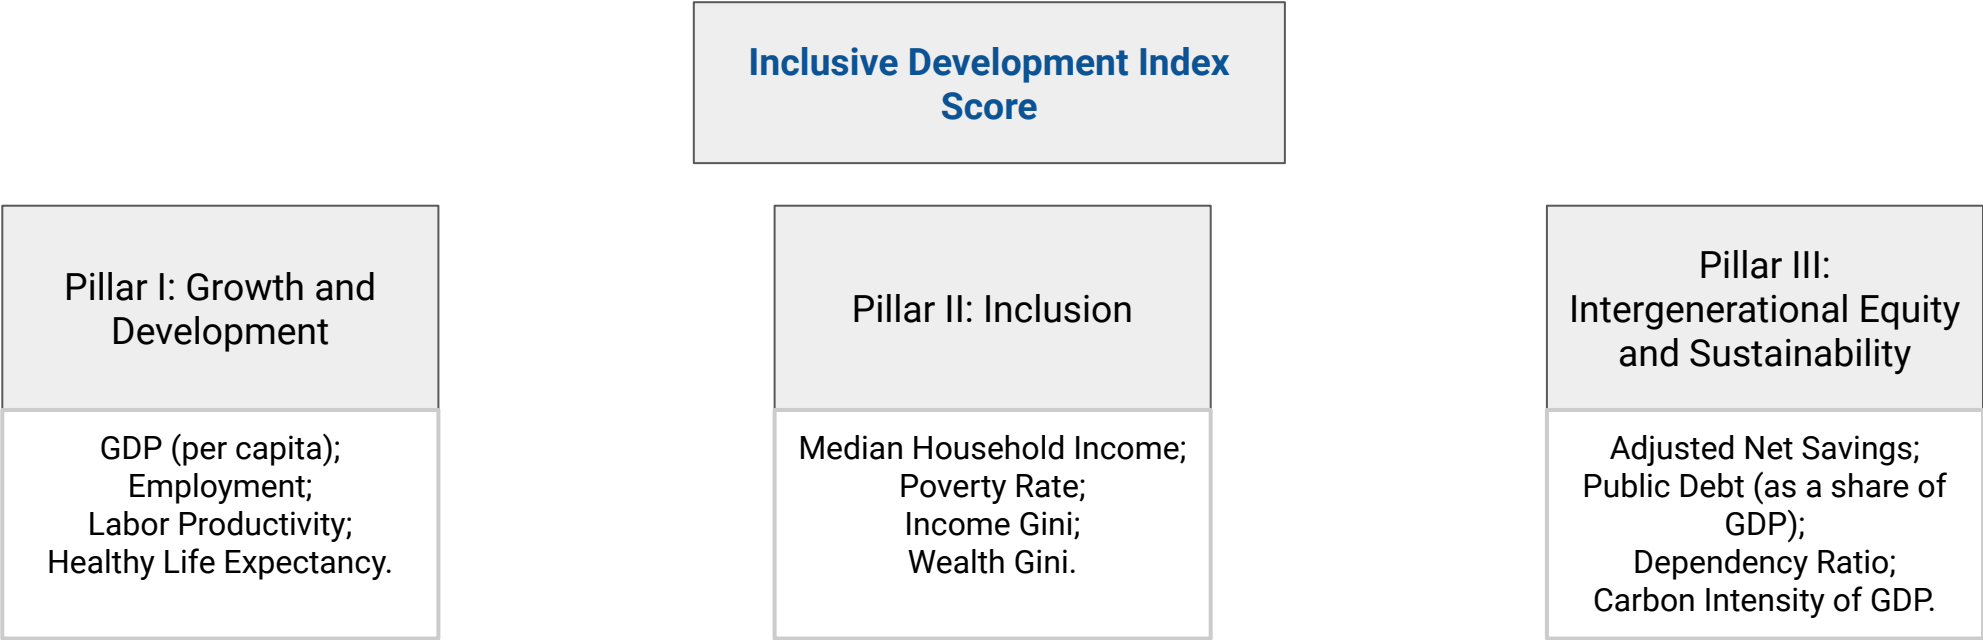 Inclusive Development Index
Score
Pillar I: Growth and
Development
GDP (per capita);
Employment;
Labor Productivity;
Healthy Life Expectancy.
Pillar II: Inclusion
Median Household Income;
Poverty Rate;
Income Gini;
Wealth Gini.
Pillar III:
Intergenerational Equity
and Sustainability
Adjusted Net Savings;
Public Debt (as a share of
GDP);
Dependency Ratio;
Carbon Intensity of GDP.